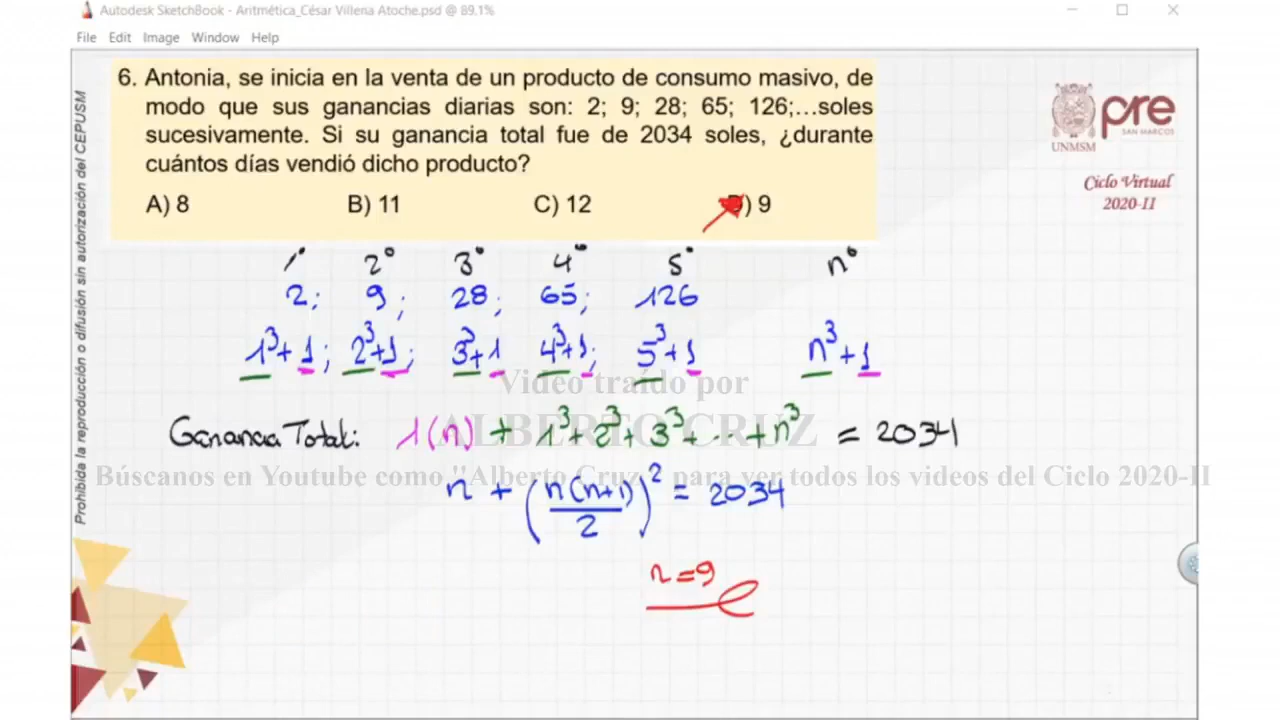 Autodesk SketchBook - Aritmética_César Villena Atoche.psd @ 89.1%
File Edit Image Window Help
Prohibida la reproducción o difusión sin autorización del CEPUSM
6. Antonia, se inicia en la venta de un producto de consumo masivo, de
modo que sus ganancias diarias son: 2; 9; 28; 65; 126;...soles
sucesivamente. Si su ganancia total fue de 2034 soles, ¿durante
cuántos días vendió dicho producto?
A) 8 B) 11 C) 12 D) 9
UNMSM
pre
SAN MARCOS
Ciclo Virtual
2020-II
1° 2° 3° 4° 5° n°
2; 9; 28; 65; 126
1³+1; 2³+1; 3³+1 4³+1; 5³+1 n³+1
Video traído por
Ganancia Total: 1(n) + 1³+2³+3³+...+n³ = 2034
ALBERTO CRUZ
Búscanos en Youtube como "Alberto Cruz" para ver todos los videos del Ciclo 2020-II
n + (n(n+1)/2)² = 2034
n=9